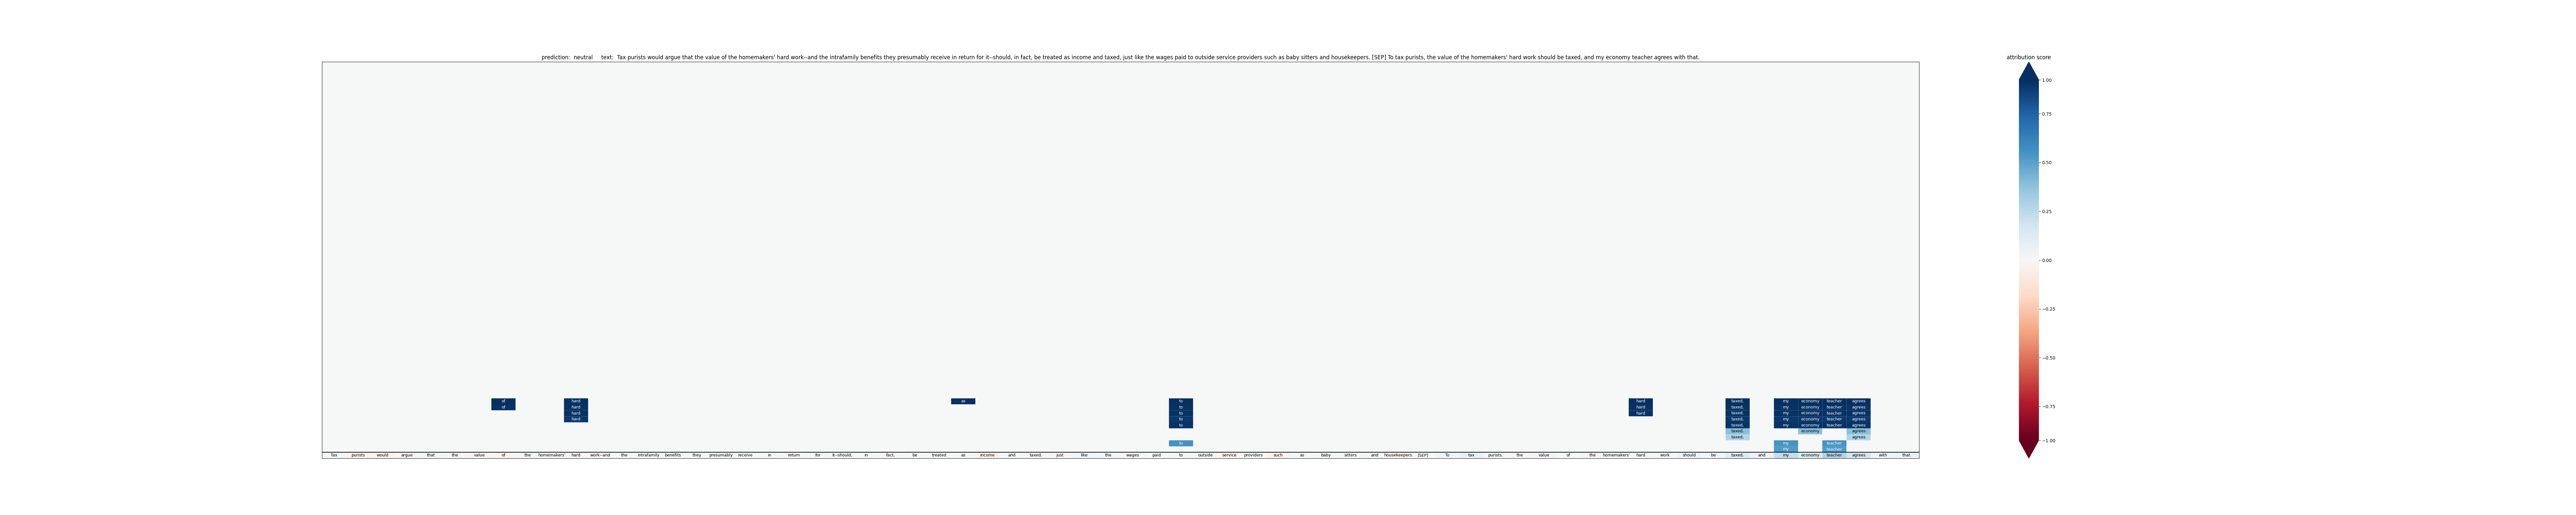 prediction:  neutral     text:  Tax purists would argue that the value of the homemakers' hard work--and the intrafamily benefits they presumably receive in return for it--should, in fact, be treated as income and taxed, just like the wages paid to outside service providers such as baby sitters and housekeepers. [SEP] To tax purists, the value of the homemakers' hard work should be taxed, and my economy teacher agrees with that.
attribution score
1.00
0.75
0.50
0.25
0.00
−0.25
−0.50
−0.75
−1.00
of hard as to hard taxed, my economy teacher agrees
of hard to hard taxed, my economy teacher agrees
hard to hard taxed, my economy teacher agrees
hard to taxed, my economy teacher agrees
to taxed, my economy teacher agrees
taxed, economy agrees
taxed, agrees
to my teacher
my teacher
Tax purists would argue that the value of the homemakers' hard work--and the intrafamily benefits they presumably receive in return for it--should, in fact, be treated as income and taxed, just like the wages paid to outside service providers such as baby sitters and housekeepers. [SEP] To tax purists, the value of the homemakers' hard work should be taxed, and my economy teacher agrees with that